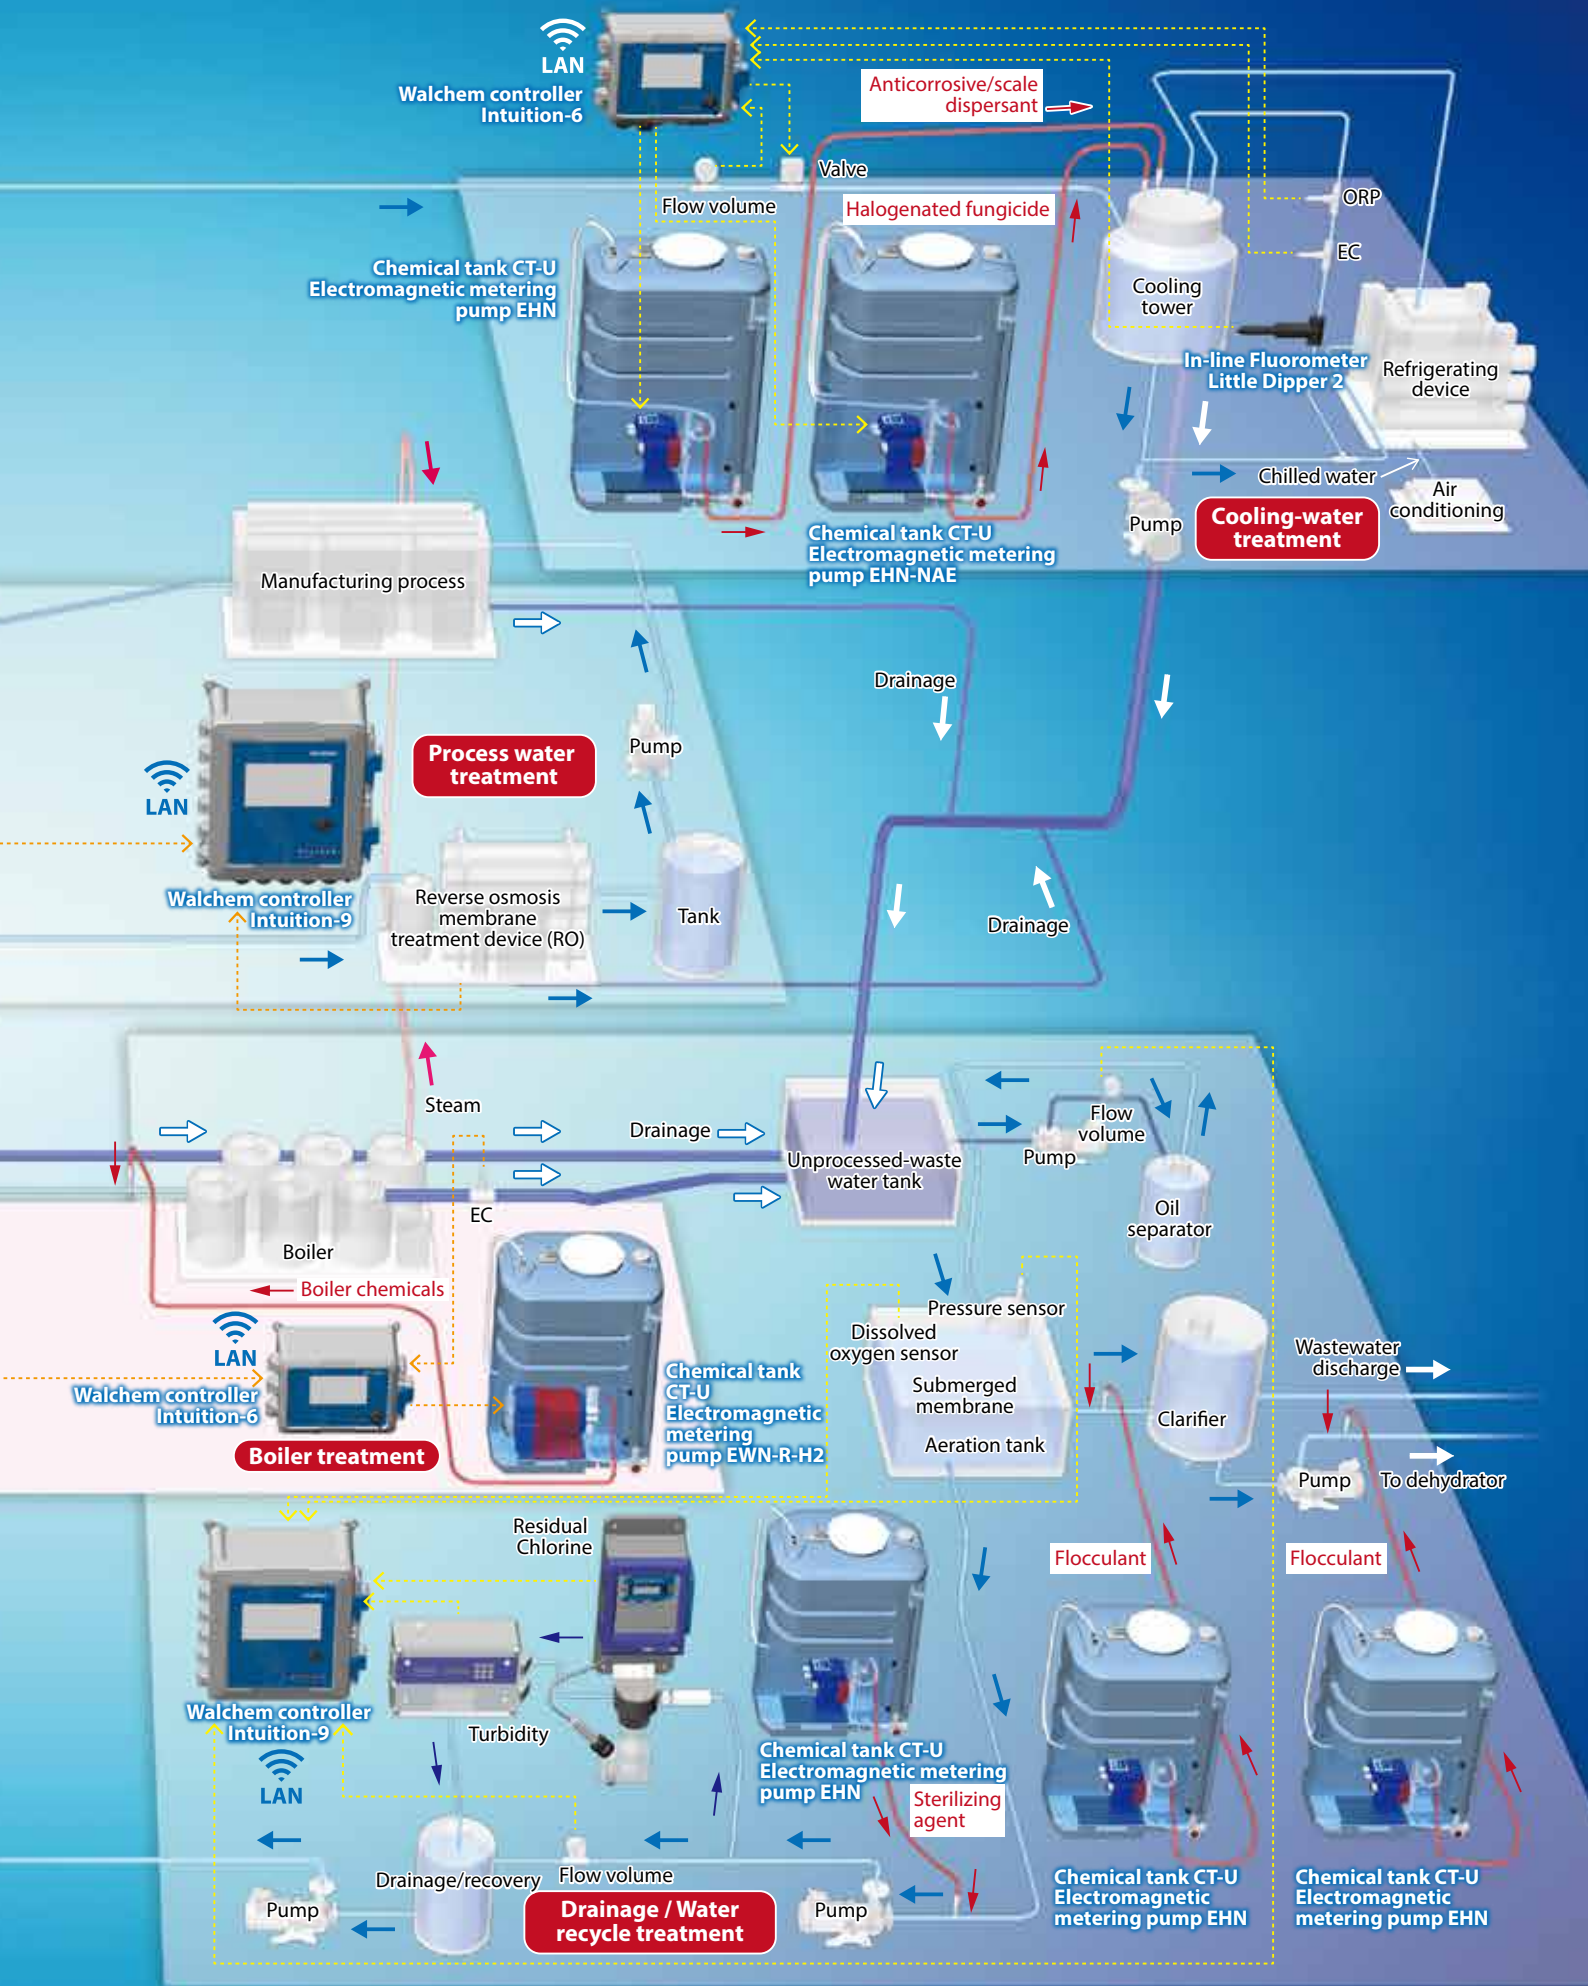 LAN
Walchem controller
Intuition-6
Anticorrosive/scale
dispersant
Valve
Flow volume
Halogenated fungicide
ORP
EC
Chemical tank CT-U
Electromagnetic metering
pump EHN
Cooling
tower
In-line Fluorometer
Little Dipper 2
Refrigerating
device
Chilled water
Air
conditioning
Pump
Cooling-water
treatment
Chemical tank CT-U
Electromagnetic metering
pump EHN-NAE
Manufacturing process
Drainage
Process water
treatment
Pump
LAN
Walchem controller
Intuition-9
Reverse osmosis
membrane
treatment device (RO)
Tank
Drainage
Steam
Drainage
Unprocessed-waste
water tank
Flow
volume
Pump
Oil
separator
EC
Boiler
Boiler chemicals
LAN
Walchem controller
Intuition-6
Boiler treatment
Chemical tank
CT-U
Electromagnetic
metering
pump EWN-R-H2
Pressure sensor
Dissolved
oxygen sensor
Submerged
membrane
Aeration tank
Clarifier
Wastewater
discharge
Pump
To dehydrator
Residual
Chlorine
Flocculant
Flocculant
Walchem controller
Intuition-9
LAN
Turbidity
Chemical tank CT-U
Electromagnetic metering
pump EHN
Sterilizing
agent
Drainage/recovery
Flow volume
Pump
Drainage / Water
recycle treatment
Pump
Chemical tank CT-U
Electromagnetic
metering pump EHN
Chemical tank CT-U
Electromagnetic
metering pump EHN